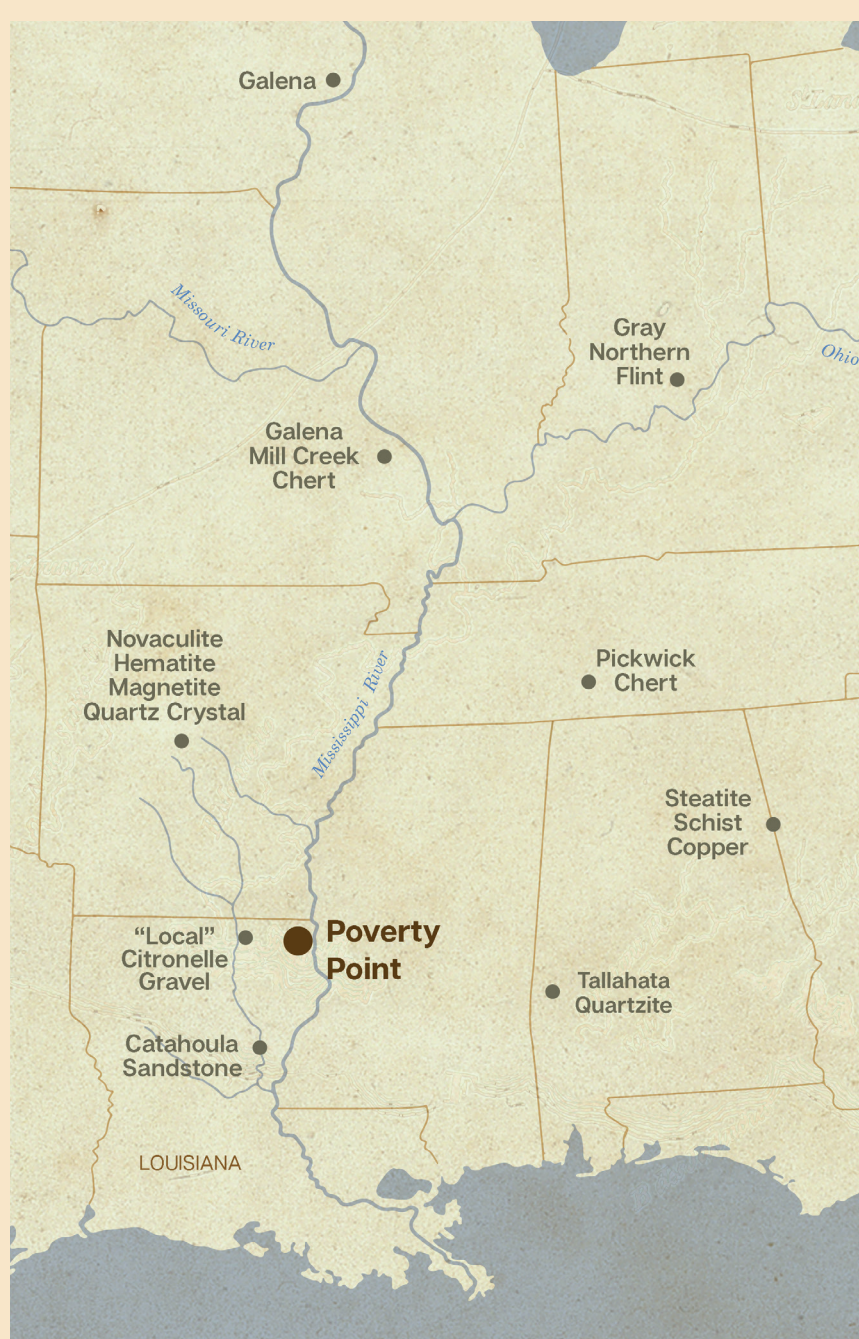 Galena
Missouri River
Gray
Northern
Flint
Ohio
Galena
Mill Creek
Chert
Novaculite
Hematite
Magnetite
Quartz Crystal
Pickwick
Chert
Mississippi River
Steatite
Schist
Copper
“Local”
Citronelle
Gravel
Poverty
Point
Tallahata
Quartzite
Catahoula
Sandstone
LOUISIANA